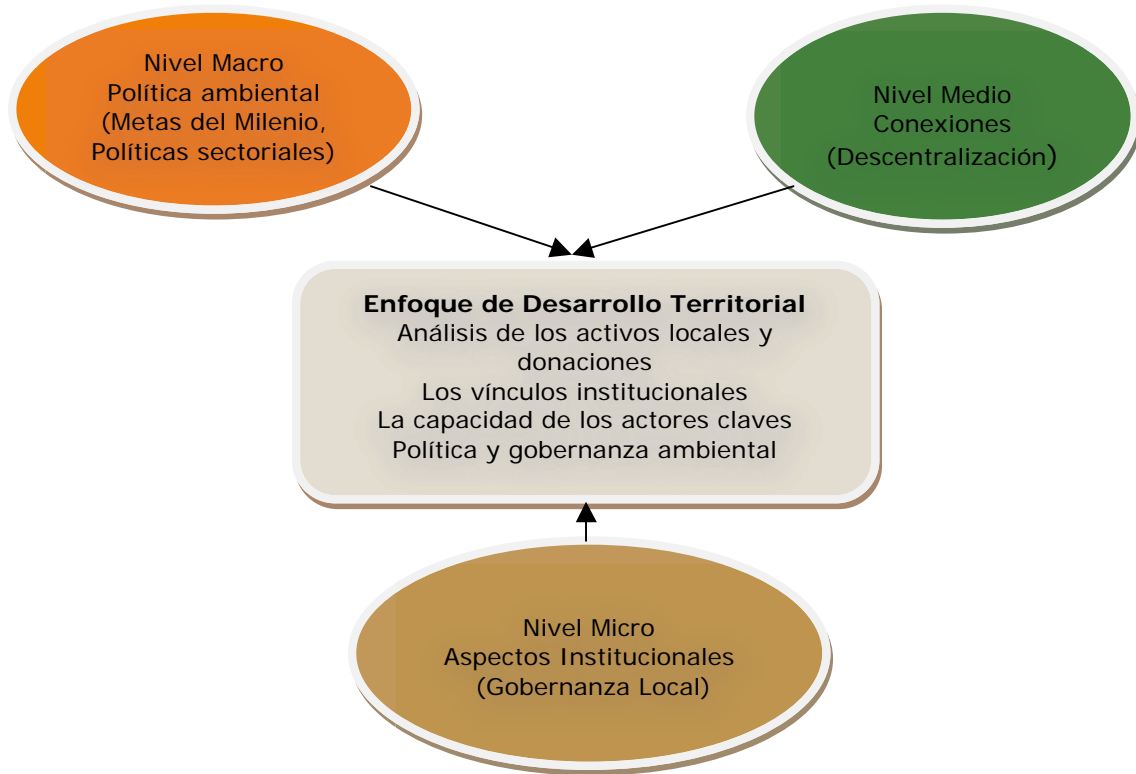 Nivel Macro
Política ambiental
(Metas del Milenio,
Políticas sectoriales)
Nivel Medio
Conexiones
(Descentralización)
Enfoque de Desarrollo Territorial
Análisis de los activos locales y
donaciones
Los vínculos institucionales
La capacidad de los actores claves
Política y gobernanza ambiental
Nivel Micro
Aspectos Institucionales
(Gobernanza Local)